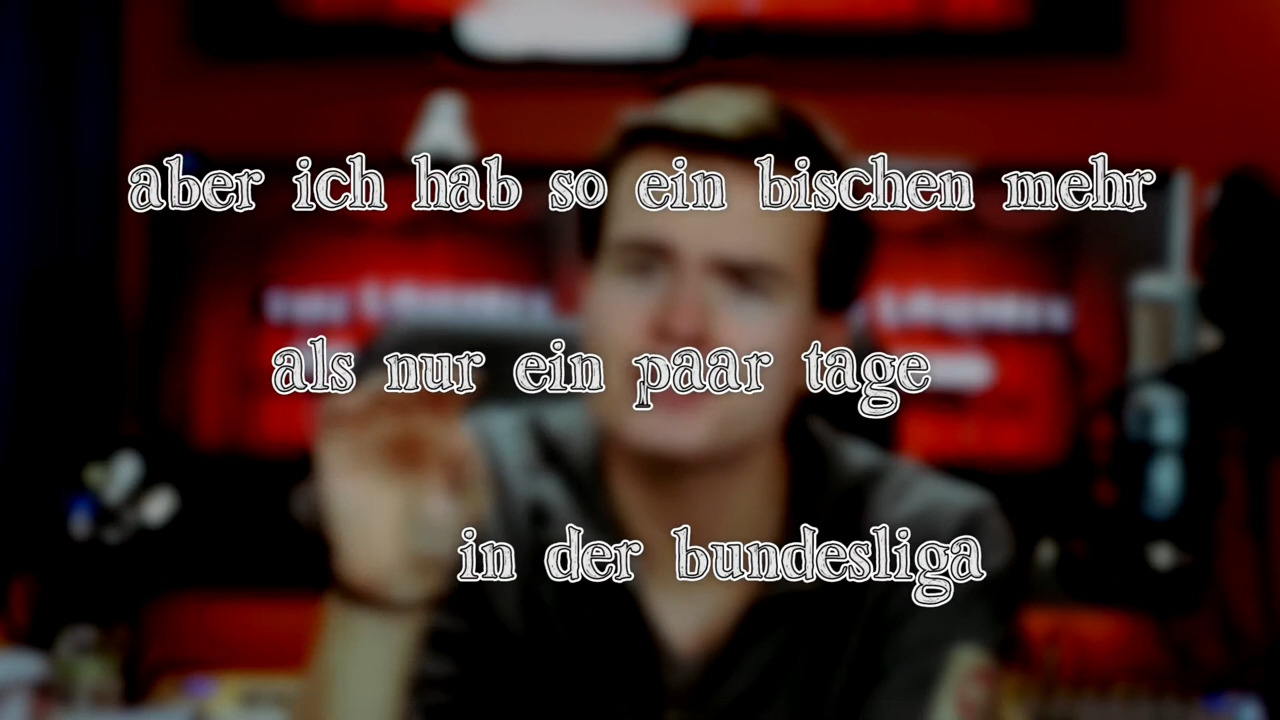 aber ich hab so ein bischen mehr
als nur ein paar tage
in der bundesliga